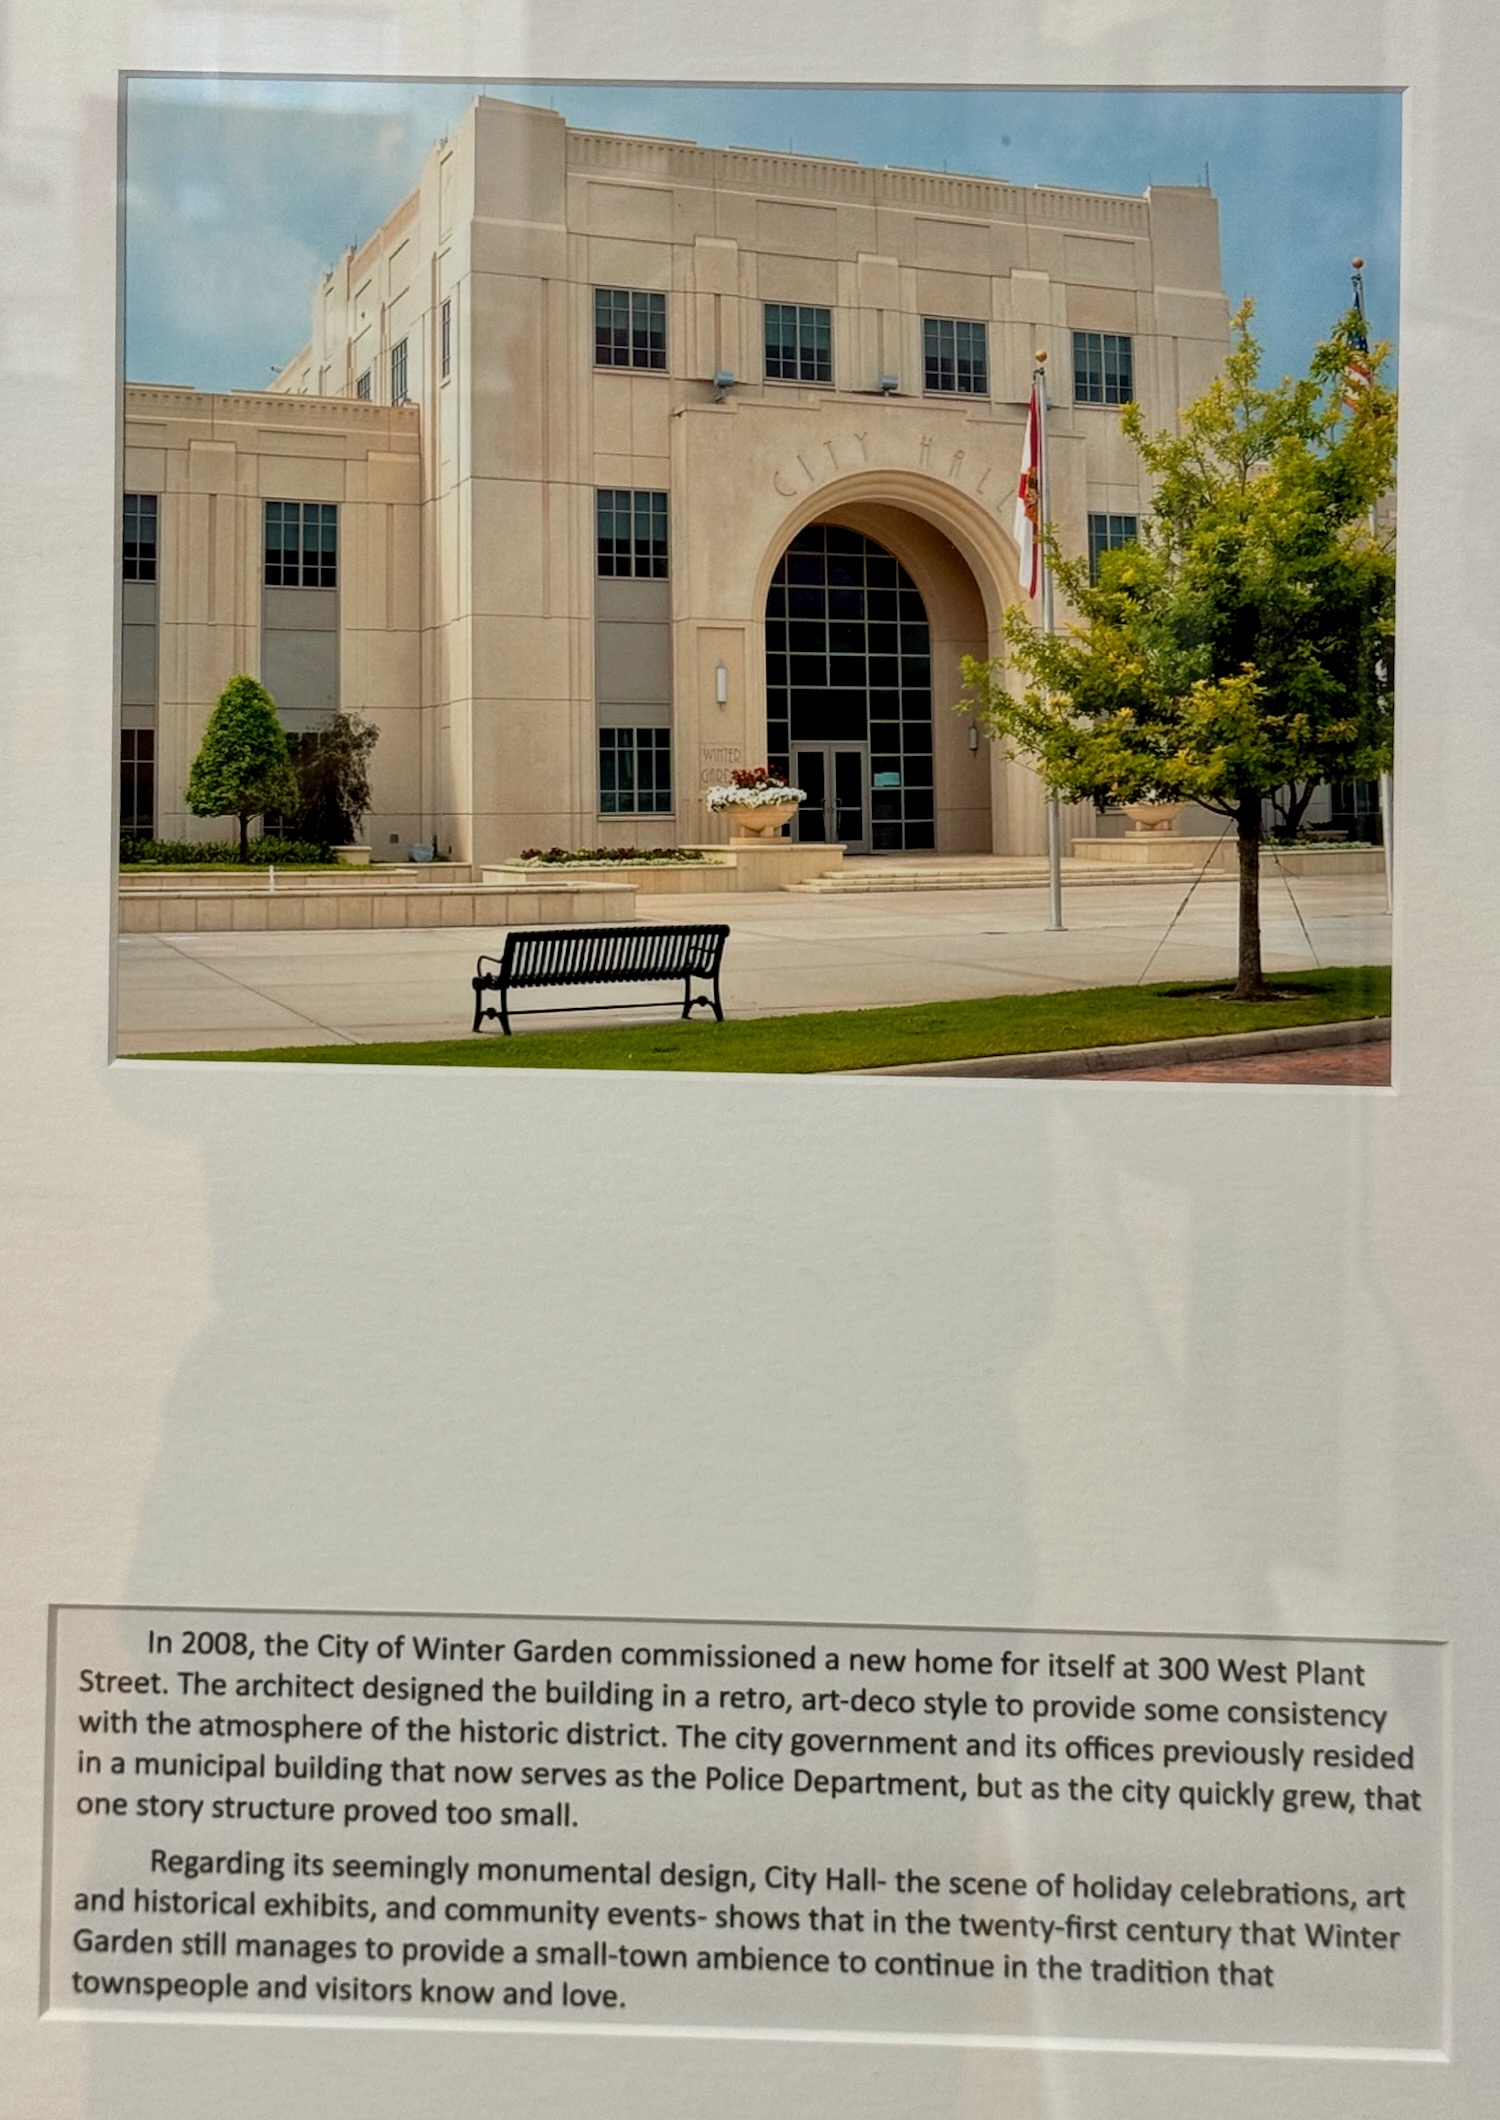 CITY HALL
WINTER
In 2008, the City of Winter Garden commissioned a new home for itself at 300 West Plant
Street. The architect designed the building in a retro, art-deco style to provide some consistency
with the atmosphere of the historic district. The city government and its offices previously resided
in a municipal building that now serves as the Police Department, but as the city quickly grew, that
one story structure proved too small.
Regarding its seemingly monumental design, City Hall- the scene of holiday celebrations, art
and historical exhibits, and community events- shows that in the twenty-first century that Winter
Garden still manages to provide a small-town ambience to continue in the tradition that
townspeople and visitors know and love.